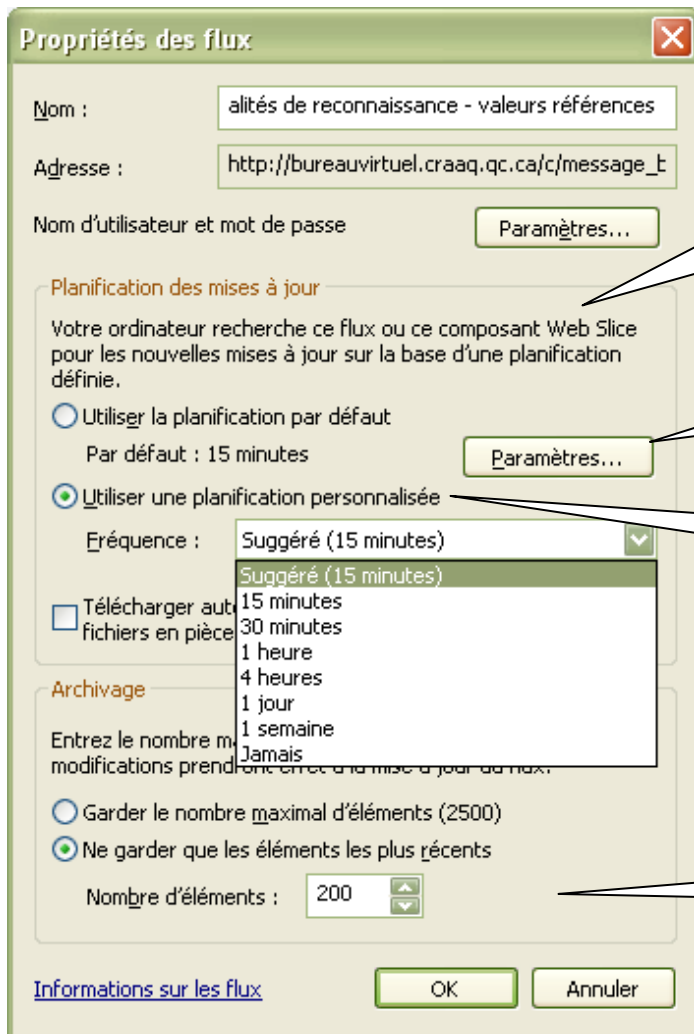 Propriétés des flux
Nom :
alités de reconnaissance - valeurs références
Adresse :
http://bureauvirtuel.craaq.qc.ca/c/message_b
Nom d'utilisateur et mot de passe
Paramètres...
Planification des mises à jour
Votre ordinateur recherche ce flux ou ce composant Web Slice
pour les nouvelles mises à jour sur la base d'une planification
définie.
Utiliser la planification par défaut
Par défaut : 15 minutes
Paramètres...
Utiliser une planification personnalisée
Fréquence :
Suggéré (15 minutes)
Suggéré (15 minutes)
15 minutes
30 minutes
1 heure
4 heures
1 jour
1 semaine
Jamais
Télécharger
fichiers en
Archivage
Entrez le nombre
modifications prendront effet à la mise à jour du flux.
Garder le nombre maximal d'éléments (2500)
Ne garder que les éléments les plus récents
Nombre d'éléments :
200
Informations sur les flux
OK
Annuler